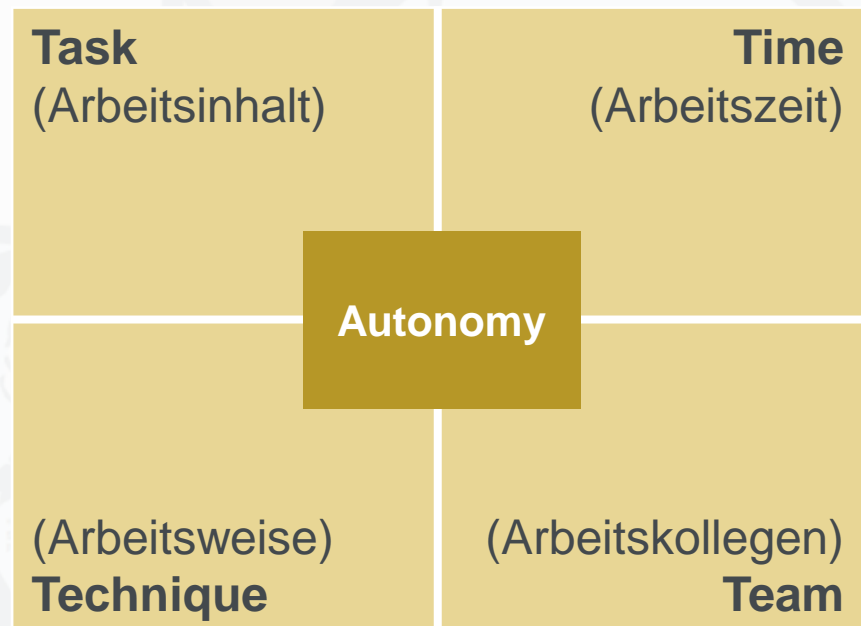 Task
(Arbeitsinhalt)
Time
(Arbeitszeit)
Autonomy
(Arbeitsweise)
Technique
(Arbeitskollegen)
Team